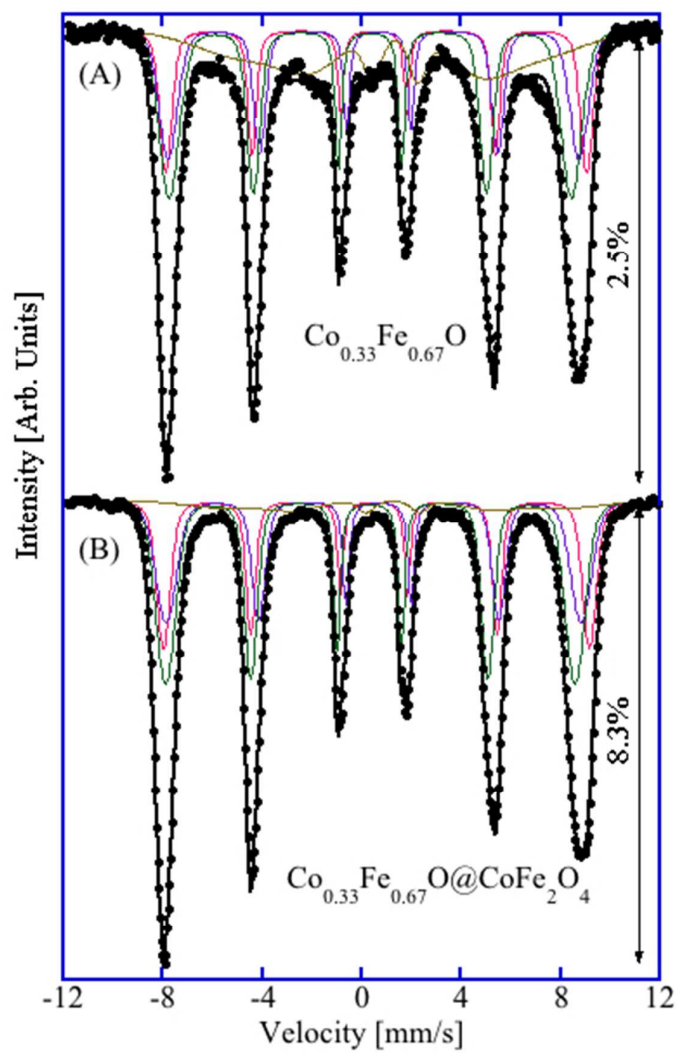 (A)
2.5%
Co0.33Fe0.67O
Intensity [Arb. Units]
(B)
8.3%
Co0.33Fe0.67O@CoFe2O4
-12 -8 -4 0 4 8 12
Velocity [mm/s]